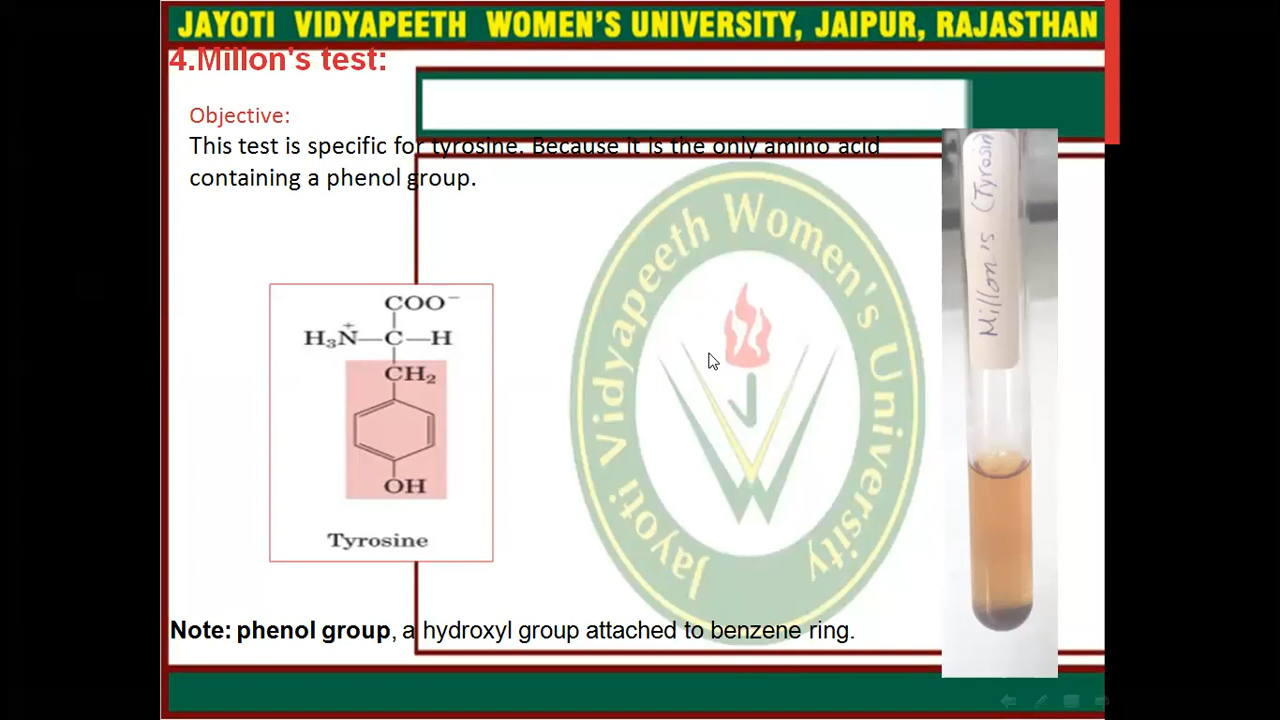 JAYOTI VIDYAPEETH WOMEN'S UNIVERSITY, JAIPUR, RAJASTHAN
4.Millon's test:
Objective:
This test is specific for tyrosine. Because it is the only amino acid
containing a phenol group.
COO⁻
H₃N⁺—C—H
CH₂
OH
Tyrosine
Jayoti Vidyapeeth Women's University
Millon's (Tyrosin
Note: phenol group, a hydroxyl group attached to benzene ring.